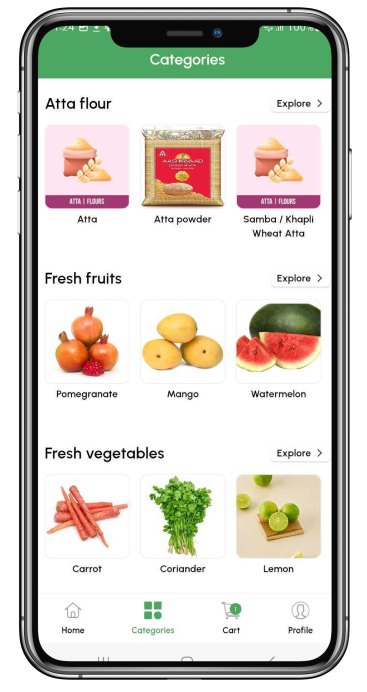 Categories
Atta flour
Explore >
AASHIRVAAD
ATTA | FLOURS
ATTA | FLOURS
Atta
Atta powder
Samba / Khapli
Wheat Atta
Fresh fruits
Explore >
Pomegranate
Mango
Watermelon
Fresh vegetables
Explore >
Carrot
Coriander
Lemon
1
Home
Categories
Cart
Profile